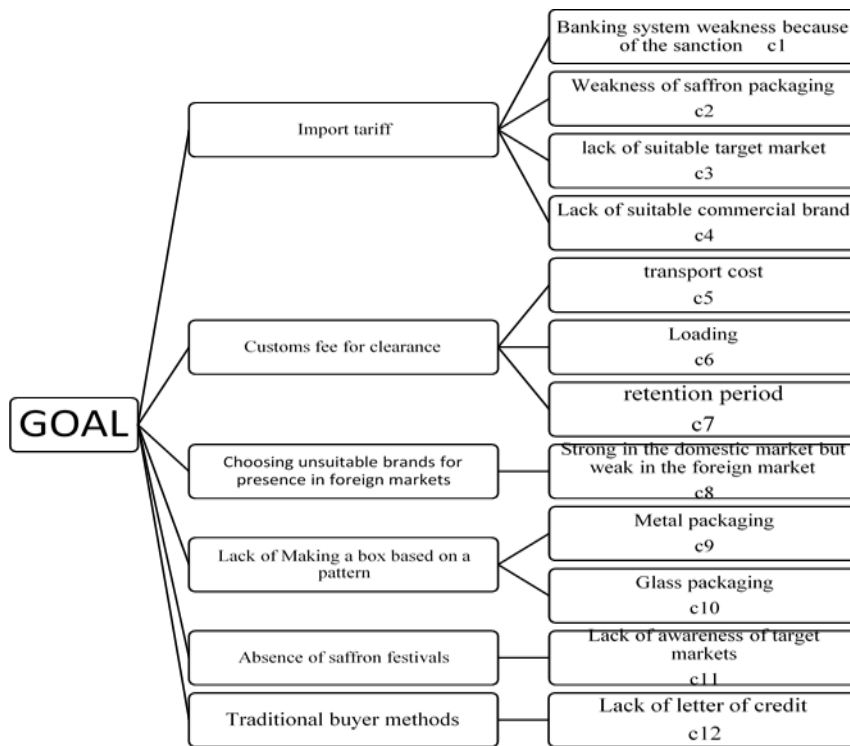 GOAL
Import tariff
Banking system weakness because
of the sanction c1
Weakness of saffron packaging
c2
lack of suitable target market
c3
Lack of suitable commercial brand
c4
Customs fee for clearance
transport cost
c5
Loading
c6
retention period
c7
Choosing unsuitable brands for
presence in foreign markets
Strong in the domestic market but
weak in the foreign market
c8
Lack of Making a box based on a
pattern
Metal packaging
c9
Glass packaging
c10
Absence of saffron festivals
Lack of awareness of target
markets
c11
Traditional buyer methods
Lack of letter of credit
c12